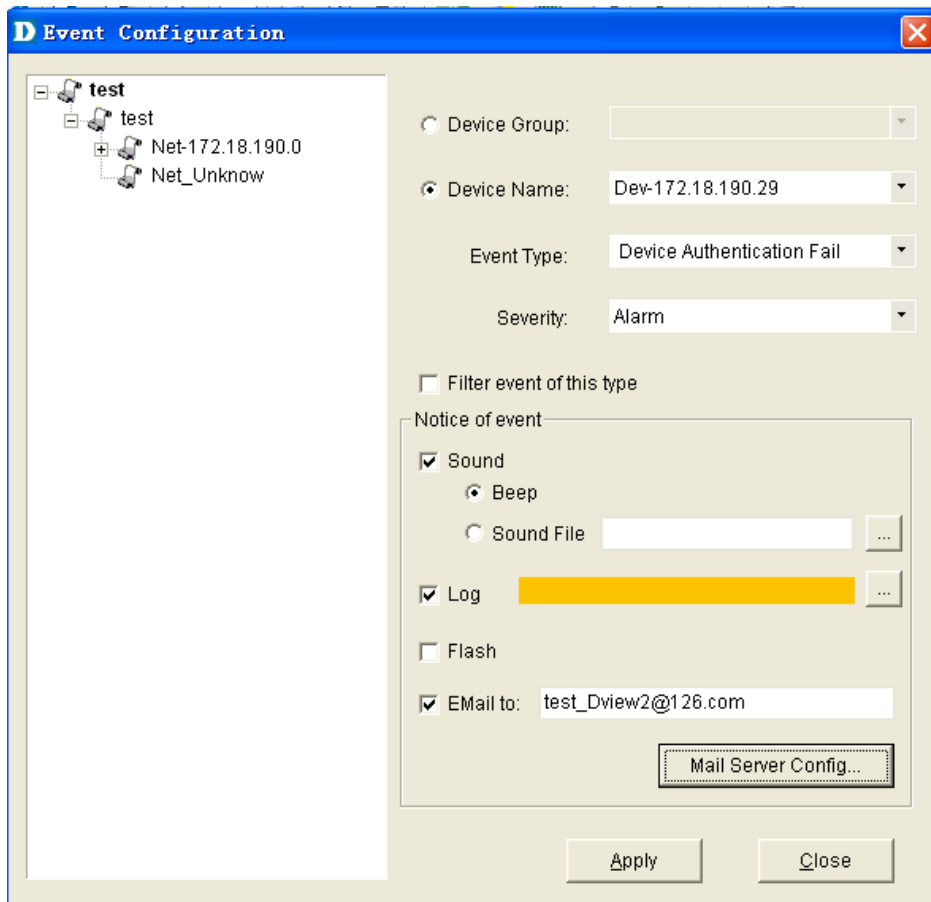 D Event Configuration
test
test
Net-172.18.190.0
Net_Unknow
Device Group:
Device Name: Dev-172.18.190.29
Event Type: Device Authentication Fail
Severity: Alarm
Filter event of this type
Notice of event
Sound
Beep
Sound File ...
Log ...
Flash
EMail to: test_Dview2@126.com
Mail Server Config...
Apply Close